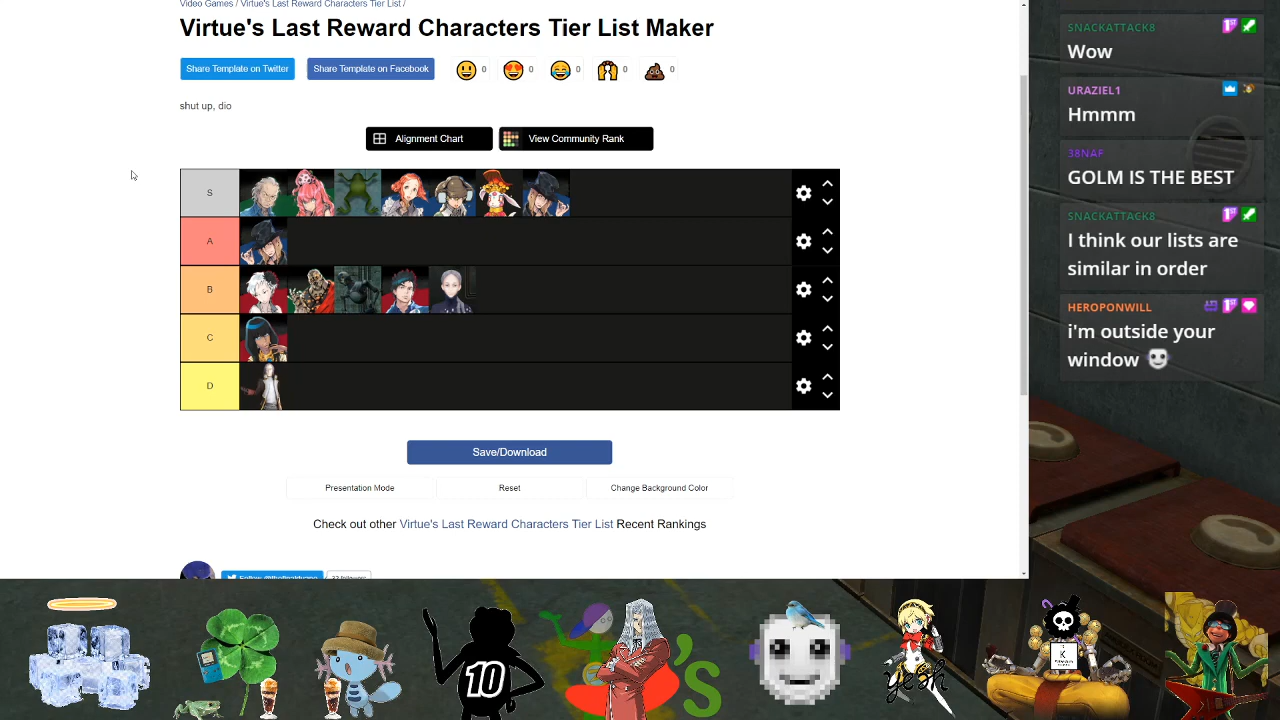 Video Games / Virtue's Last Reward Characters Tier List /
Virtue's Last Reward Characters Tier List Maker
Share Template on Twitter
Share Template on Facebook
0
0
0
0
0
shut up, dio
Alignment Chart
View Community Rank
S
A
B
C
D
Save/Download
Presentation Mode
Reset
Change Background Color
Check out other Virtue's Last Reward Characters Tier List Recent Rankings
SNACKATTACK8
Wow
URAZIEL1
Hmmm
38NAF
GOLM IS THE BEST
SNACKATTACK8
I think our lists are
similar in order
HEROPONWILL
i'm outside your
window
10
's
yeah
K